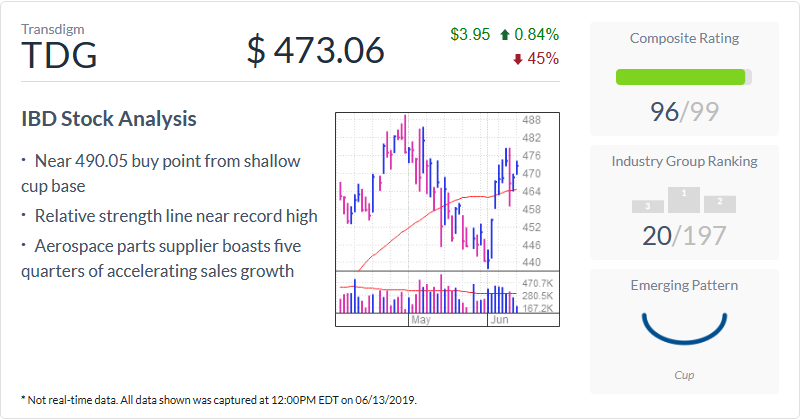 Transdigm
TDG
$ 473.06
$3.95 0.84%
45%
IBD Stock Analysis
· Near 490.05 buy point from shallow
cup base
· Relative strength line near record high
· Aerospace parts supplier boasts five
quarters of accelerating sales growth
488
482
476
470
464
458
452
446
440
470.7K
280.5K
167.2K
May
Jun
Composite Rating
96/99
Industry Group Ranking
3
1
2
20/197
Emerging Pattern
Cup
* Not real-time data. All data shown was captured at 12:00PM EDT on 06/13/2019.